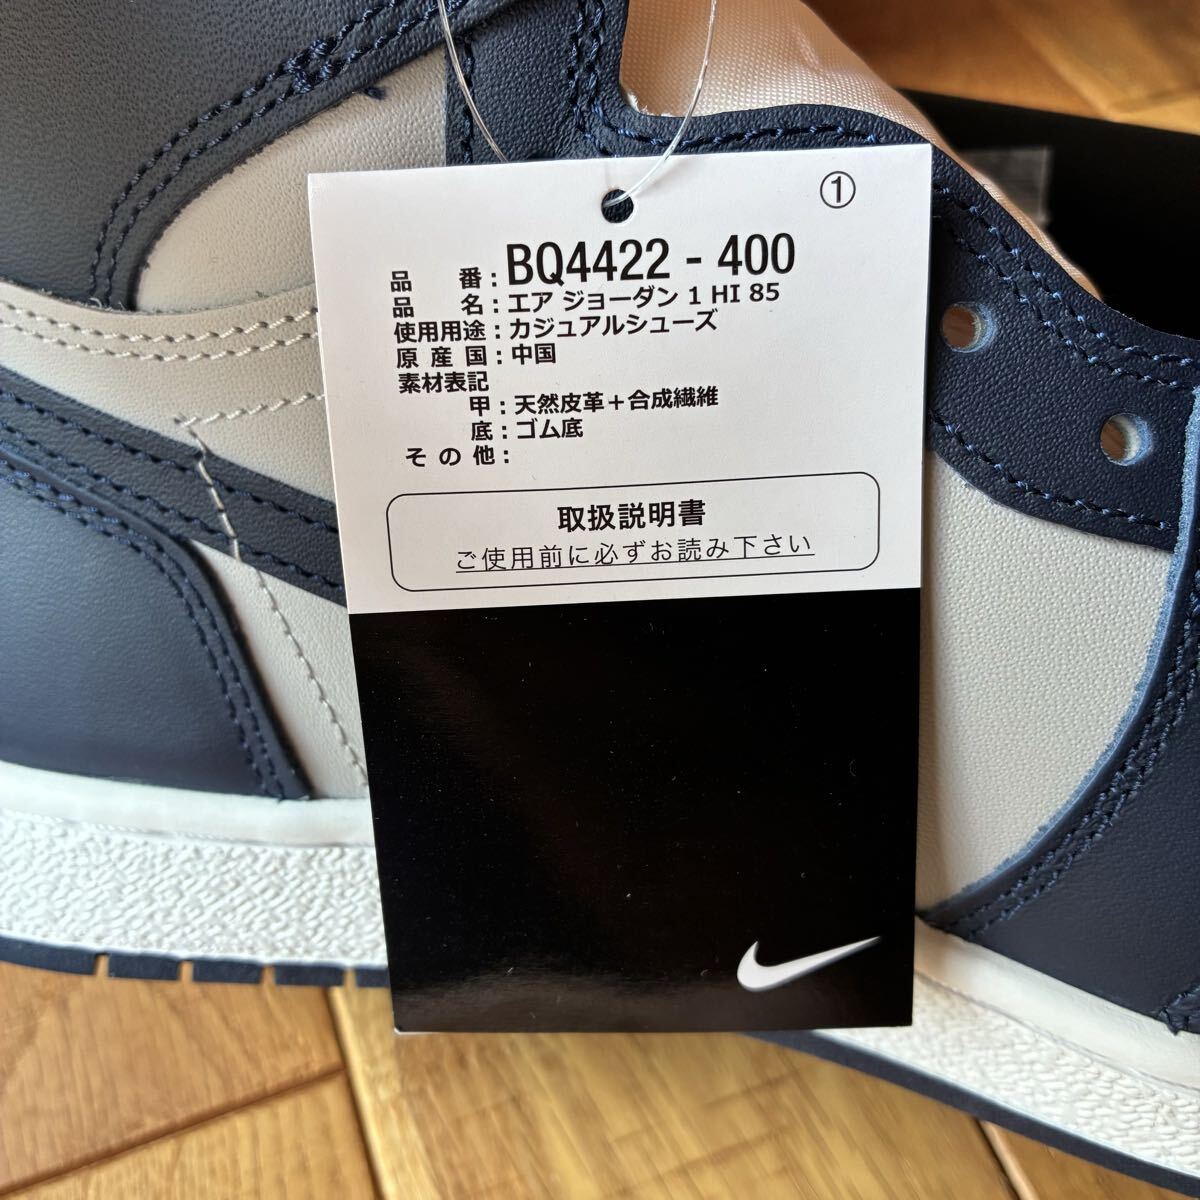 ①
品 番：BQ4422 - 400
品 名：エア ジョーダン 1 HI 85
使用用途：カジュアルシューズ
原 産 国：中国
素材表記
甲：天然皮革＋合成繊維
底：ゴム底
そ の 他：
取扱説明書
ご使用前に必ずお読み下さい